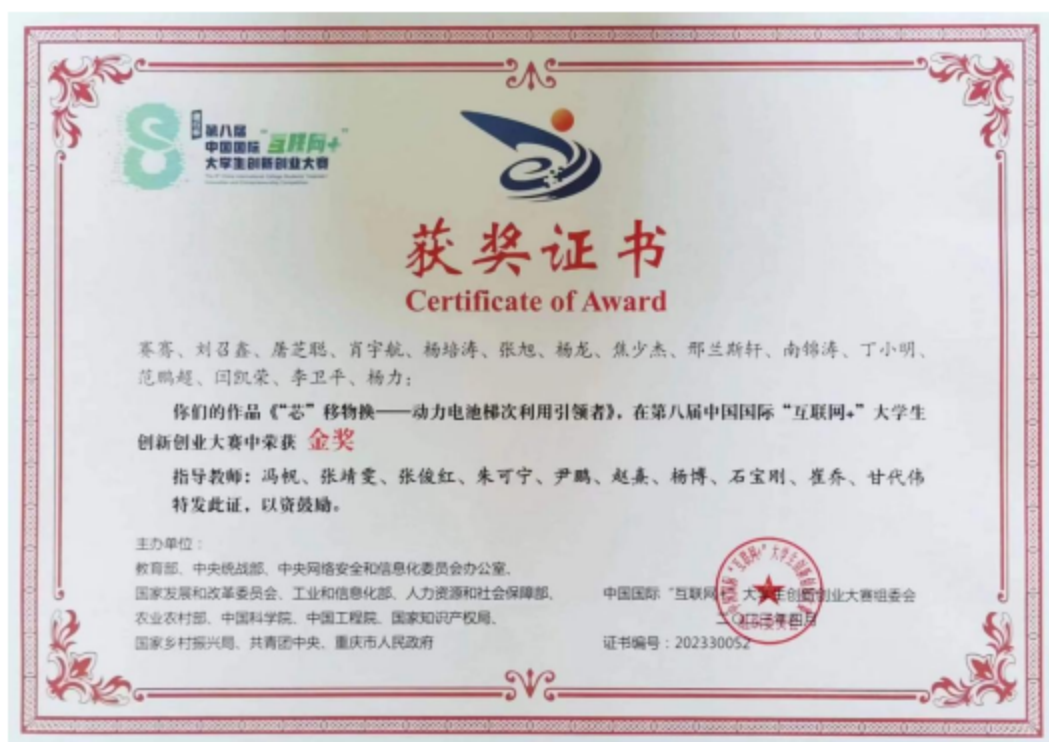 第八届
中国国际“互联网+”
大学生创新创业大赛
获奖证书
Certificate of Award
赛骞、刘召鑫、屠芝聪、肖宇航、杨培涛、张旭、杨龙、焦少杰、邢兰斯轩、南锦涛、丁小明、
范鹏超、闫凯荣、李卫平、杨力:
你们的作品《“芯”移物换——动力电池梯次利用引领者》，在第八届中国国际“互联网+”大学生
创新创业大赛中荣获 金奖
指导教师：冯帆、张靖雯、张俊红、朱可宁、尹鹏、赵熹、杨博、石宝刚、崔乔、甘代伟
特发此证，以资鼓励。
主办单位：
教育部、中央统战部、中央网络安全和信息化委员会办公室、
国家发展和改革委员会、工业和信息化部、人力资源和社会保障部、
农业农村部、中国科学院、中国工程院、国家知识产权局、
国家乡村振兴局、共青团中央、重庆市人民政府
中国国际“互联网+”大学生创新创业大赛组委会
二〇二三年四月
证书编号：202330052